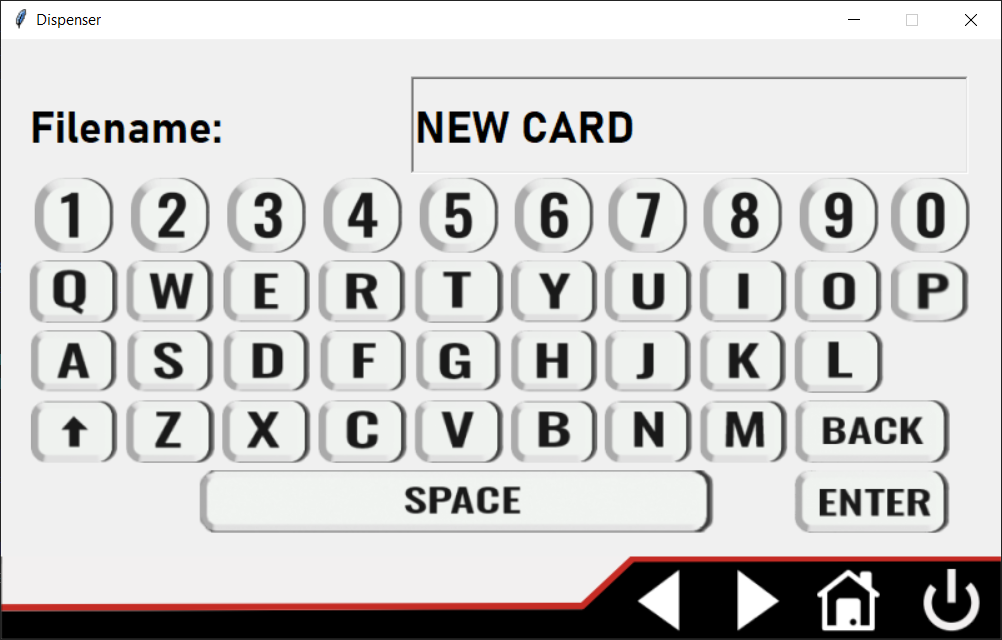 Dispenser
Filename: NEW CARD
1 2 3 4 5 6 7 8 9 0
Q W E R T Y U I O P
A S D F G H J K L
Z X C V B N M BACK
SPACE ENTER